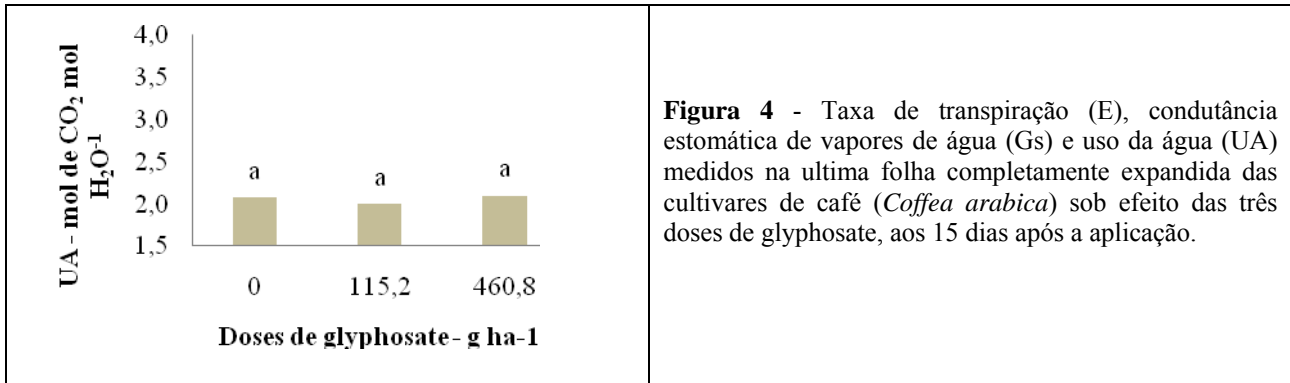 UA - mol de CO₂ mol
H₂O⁻¹
4,0
3,5
3,0
2,5
2,0
1,5
a
a
a
0
115,2
460,8
Doses de glyphosate - g ha-1
Figura 4 - Taxa de transpiração (E), condutância
estomática de vapores de água (Gs) e uso da água (UA)
medidos na ultima folha completamente expandida das
cultivares de café (Coffea arabica) sob efeito das três
doses de glyphosate, aos 15 dias após a aplicação.